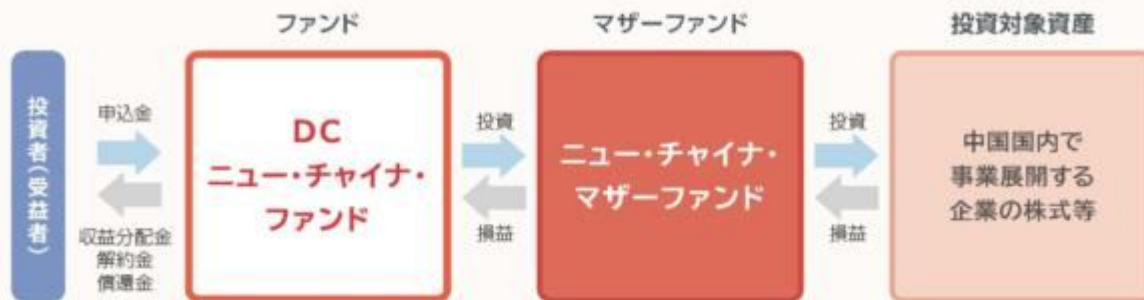 ファンド
マザーファンド
投資対象資産
投資者(受益者)
申込金
収益分配金
解約金
償還金
DC
ニュー・チャイナ・
ファンド
投資
損益
ニュー・チャイナ・
マザーファンド
投資
損益
中国国内で
事業展開する
企業の株式等